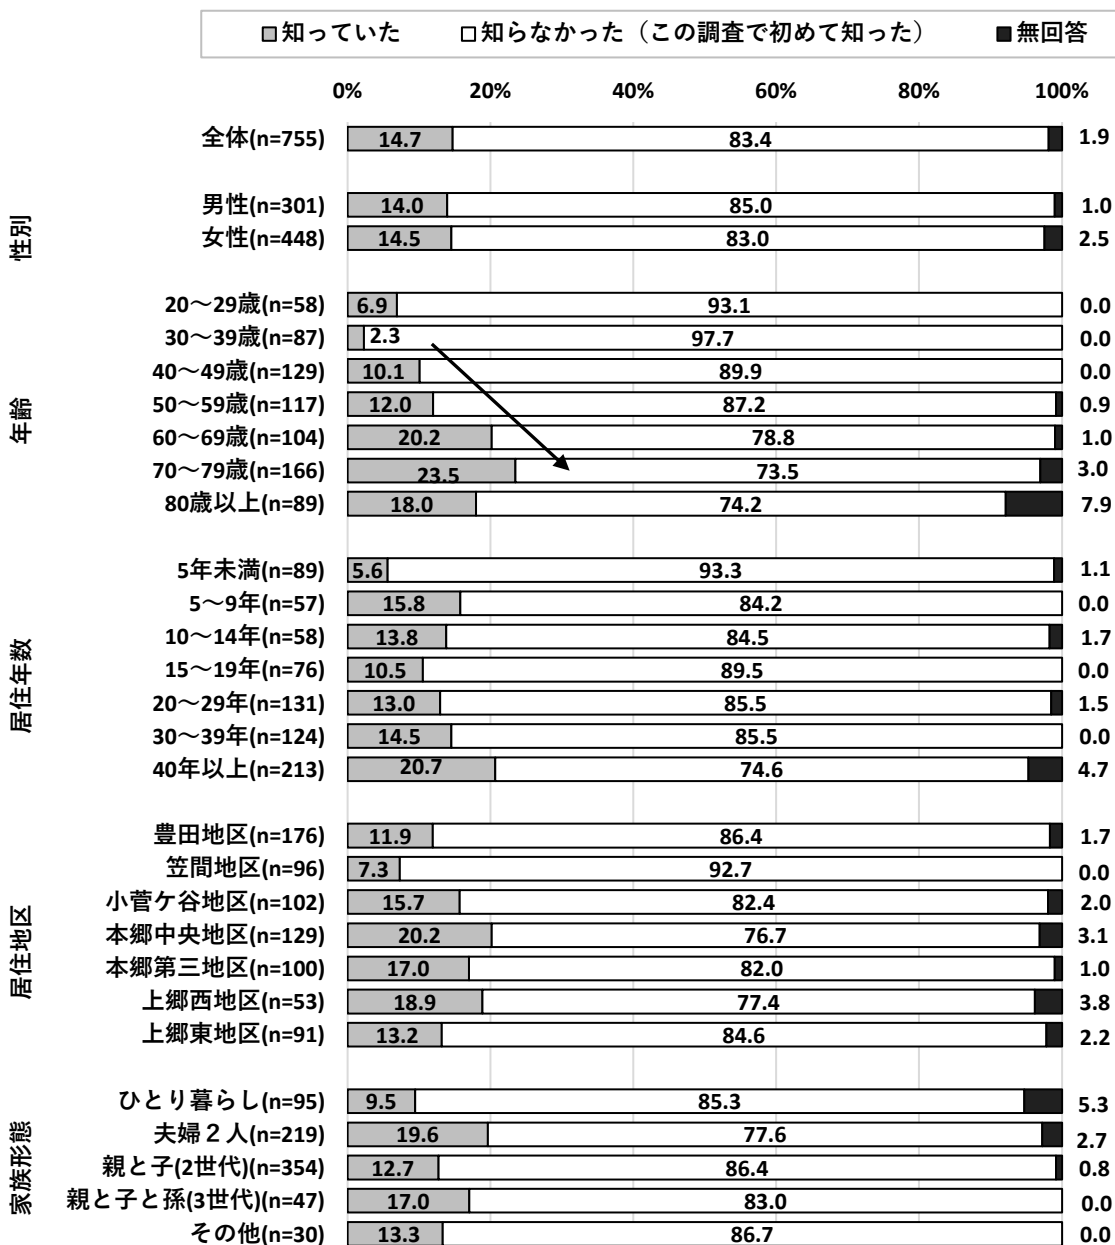 知っていた 知らなかった（この調査で初めて知った） 無回答
0% 20% 40% 60% 80% 100%
全体(n=755) 14.7 83.4 1.9
性別
男性(n=301) 14.0 85.0 1.0
女性(n=448) 14.5 83.0 2.5
年齢
20～29歳(n=58) 6.9 93.1 0.0
30～39歳(n=87) 2.3 97.7 0.0
40～49歳(n=129) 10.1 89.9 0.0
50～59歳(n=117) 12.0 87.2 0.9
60～69歳(n=104) 20.2 78.8 1.0
70～79歳(n=166) 23.5 73.5 3.0
80歳以上(n=89) 18.0 74.2 7.9
居住年数
5年未満(n=89) 5.6 93.3 1.1
5～9年(n=57) 15.8 84.2 0.0
10～14年(n=58) 13.8 84.5 1.7
15～19年(n=76) 10.5 89.5 0.0
20～29年(n=131) 13.0 85.5 1.5
30～39年(n=124) 14.5 85.5 0.0
40年以上(n=213) 20.7 74.6 4.7
居住地区
豊田地区(n=176) 11.9 86.4 1.7
笠間地区(n=96) 7.3 92.7 0.0
小菅ケ谷地区(n=102) 15.7 82.4 2.0
本郷中央地区(n=129) 20.2 76.7 3.1
本郷第三地区(n=100) 17.0 82.0 1.0
上郷西地区(n=53) 18.9 77.4 3.8
上郷東地区(n=91) 13.2 84.6 2.2
家族形態
ひとり暮らし(n=95) 9.5 85.3 5.3
夫婦２人(n=219) 19.6 77.6 2.7
親と子(2世代)(n=354) 12.7 86.4 0.8
親と子と孫(3世代)(n=47) 17.0 83.0 0.0
その他(n=30) 13.3 86.7 0.0